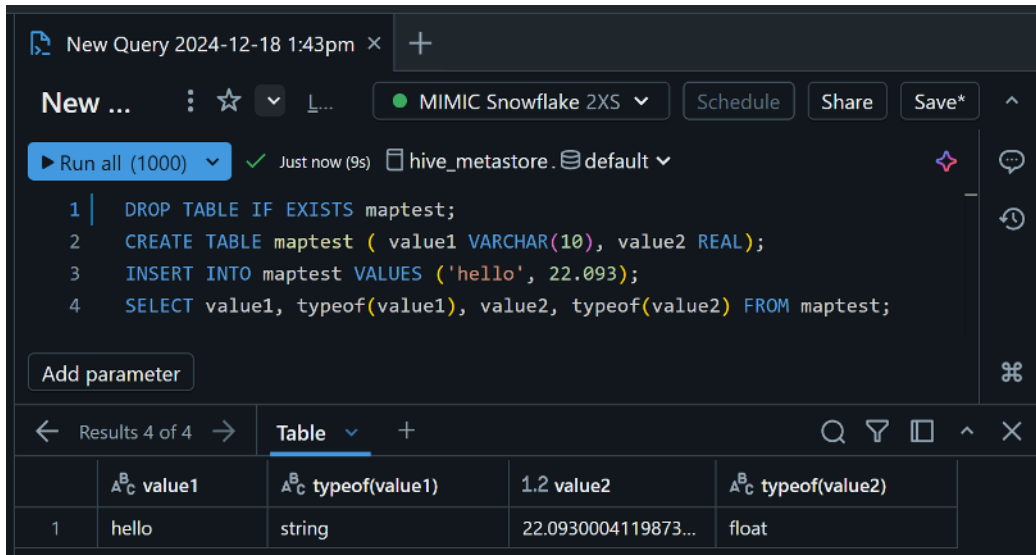 New Query 2024-12-18 1:43pm
New ... L... MIMIC Snowflake 2XS Schedule Share Save*
Run all (1000) Just now (9s) hive_metastore. default
1 DROP TABLE IF EXISTS maptest;
2 CREATE TABLE maptest ( value1 VARCHAR(10), value2 REAL);
3 INSERT INTO maptest VALUES ('hello', 22.093);
4 SELECT value1, typeof(value1), value2, typeof(value2) FROM maptest;
Add parameter
Results 4 of 4 Table
ABC value1 ABC typeof(value1) 1.2 value2 ABC typeof(value2)
1 hello string 22.0930004119873... float